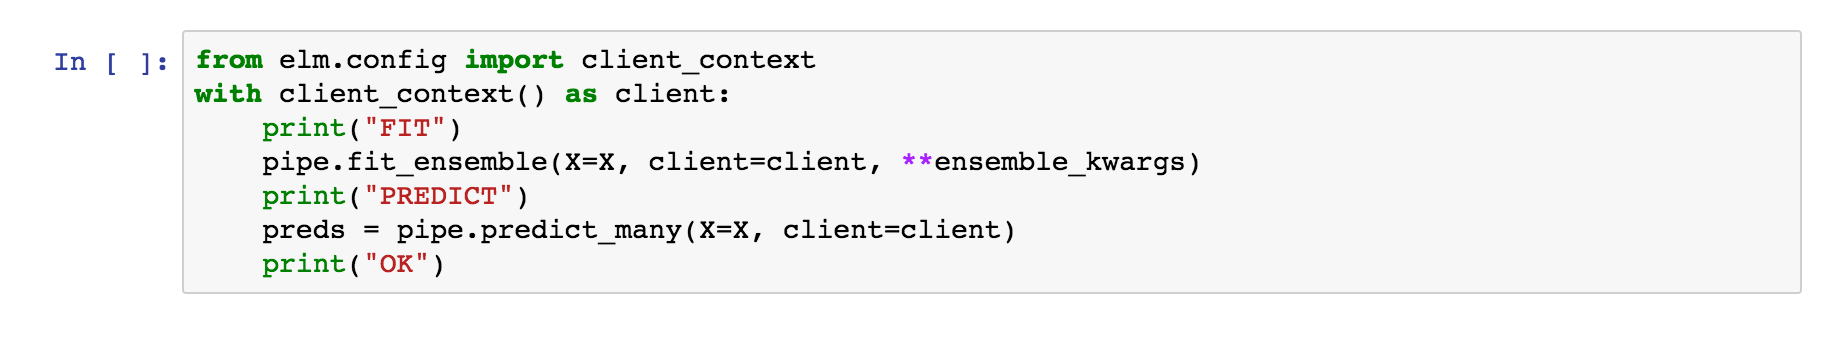 In [ ]: from elm.config import client_context
with client_context() as client:
    print("FIT")
    pipe.fit_ensemble(X=X, client=client, **ensemble_kwargs)
    print("PREDICT")
    preds = pipe.predict_many(X=X, client=client)
    print("OK")